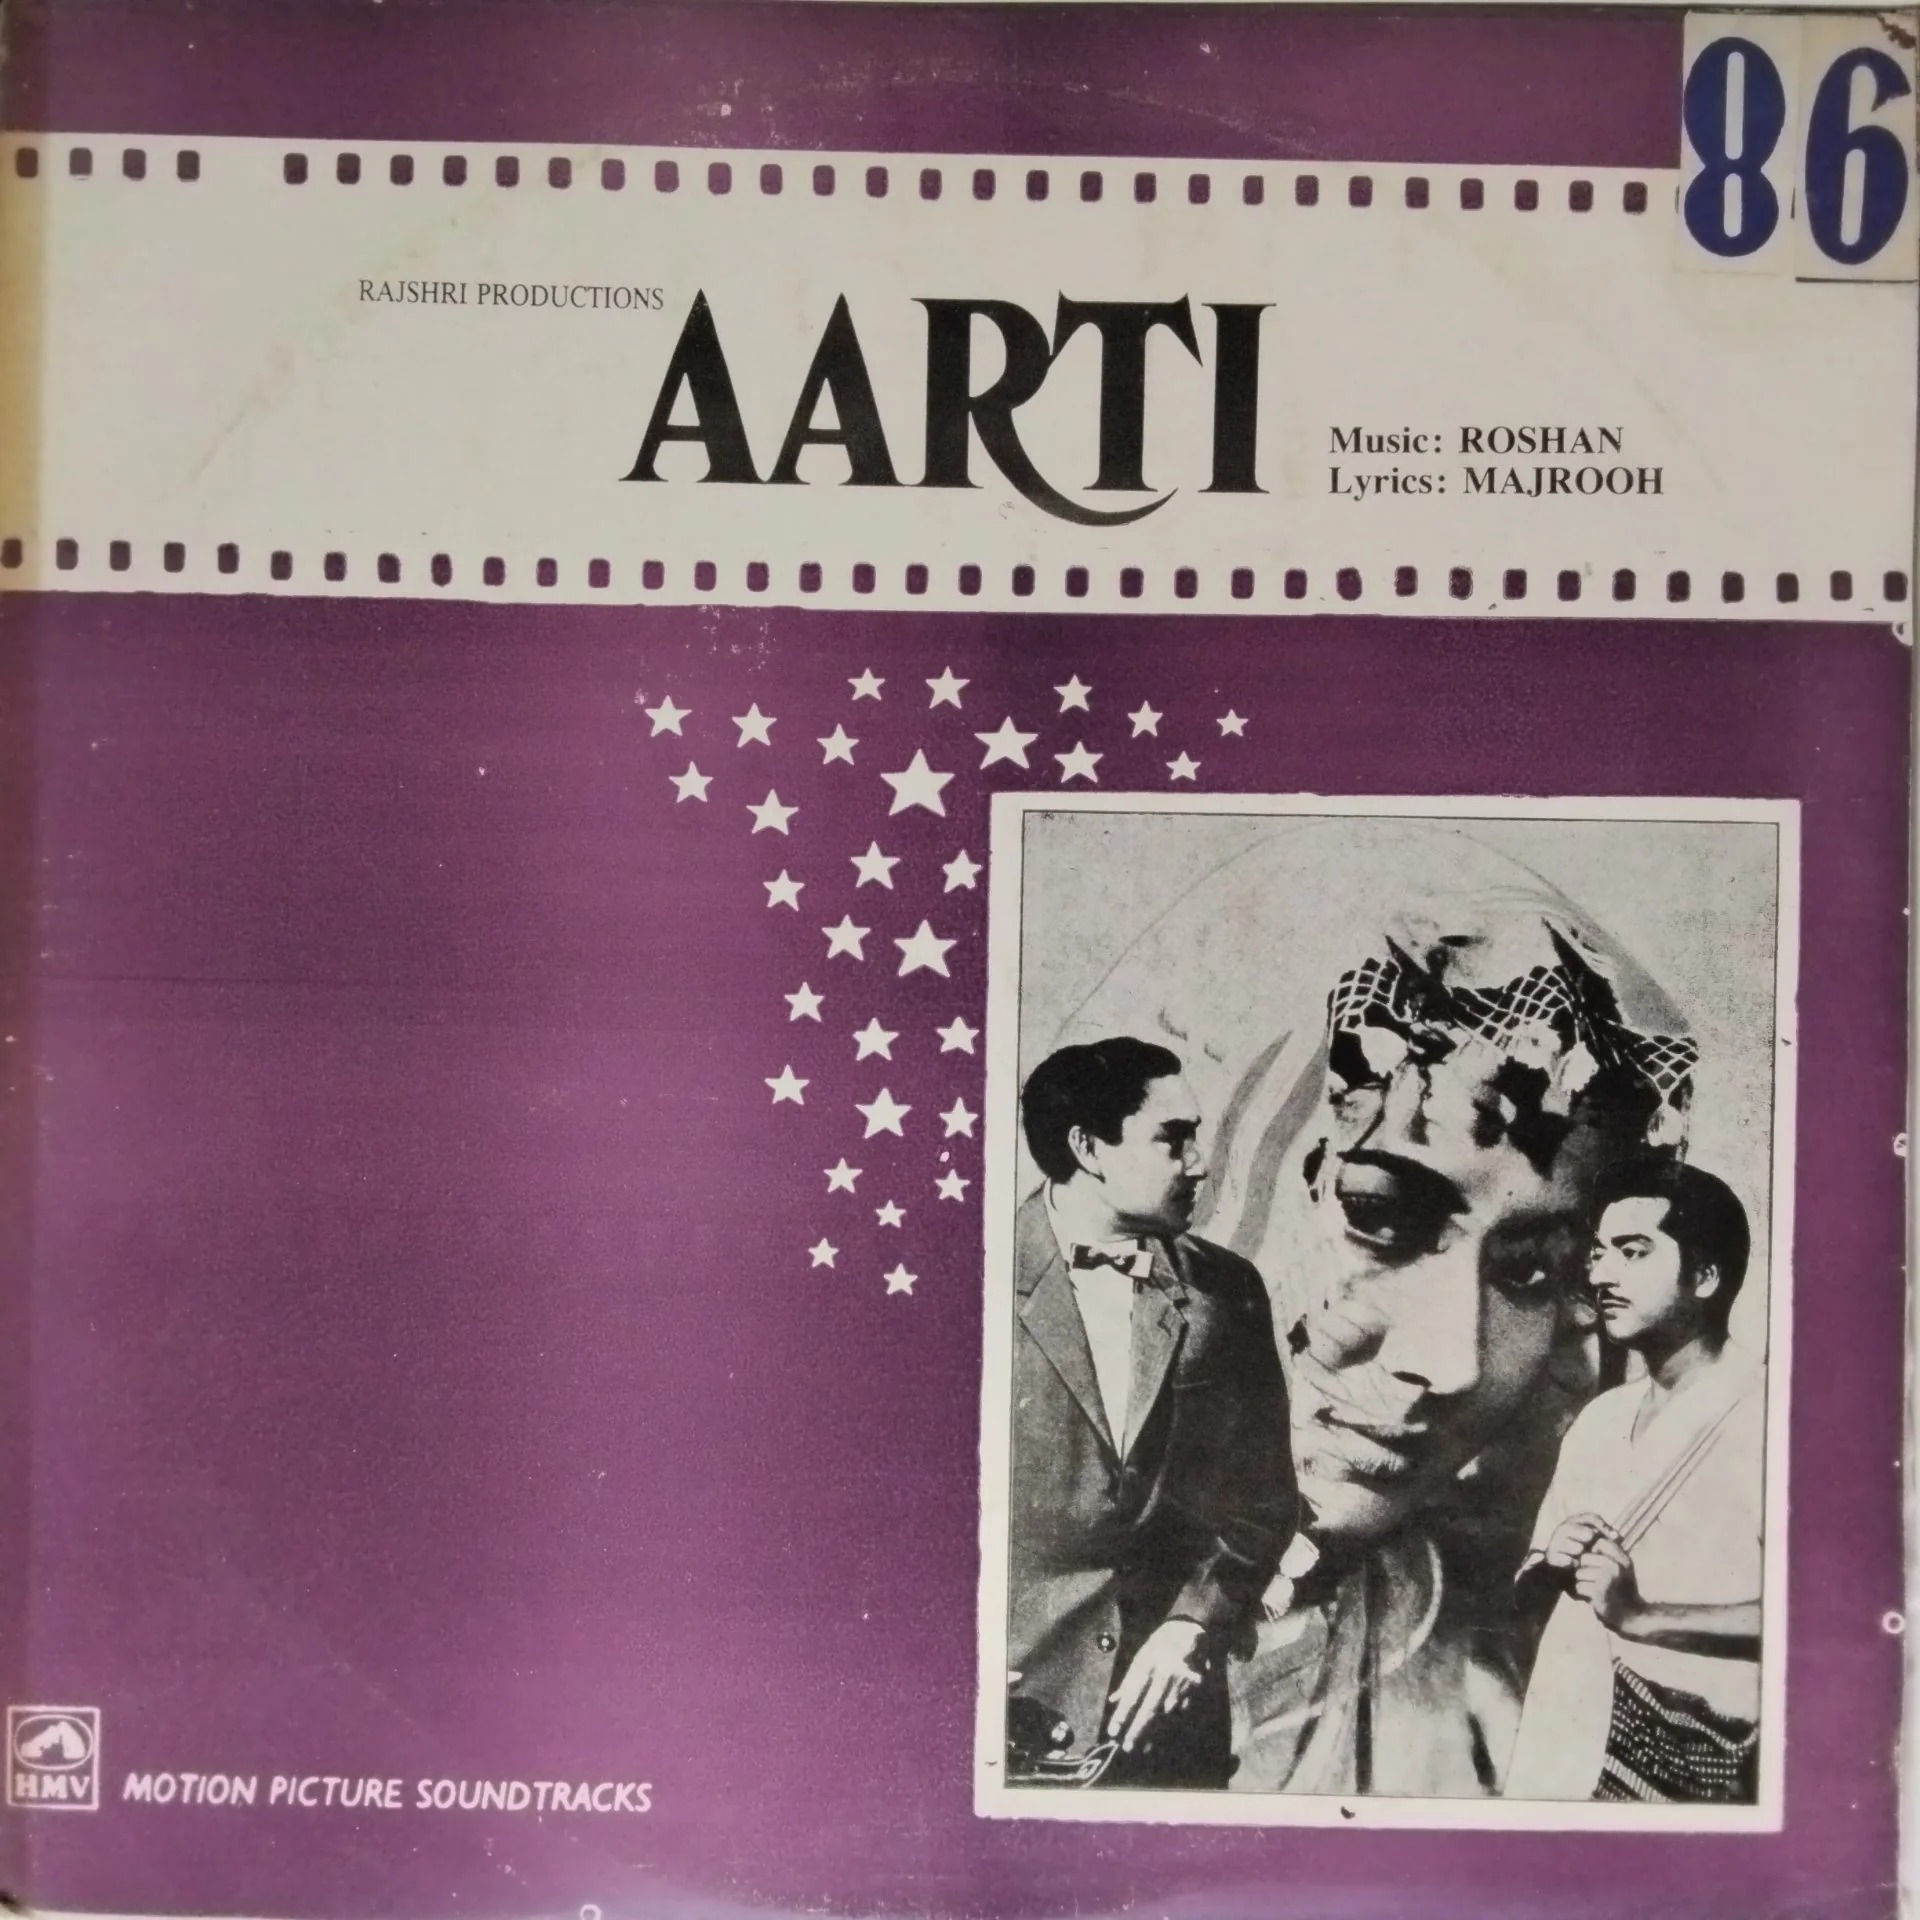 86
RAJSHRI PRODUCTIONS
AARTI
Music: ROSHAN
Lyrics: MAJROOH
HMV
MOTION PICTURE SOUNDTRACKS